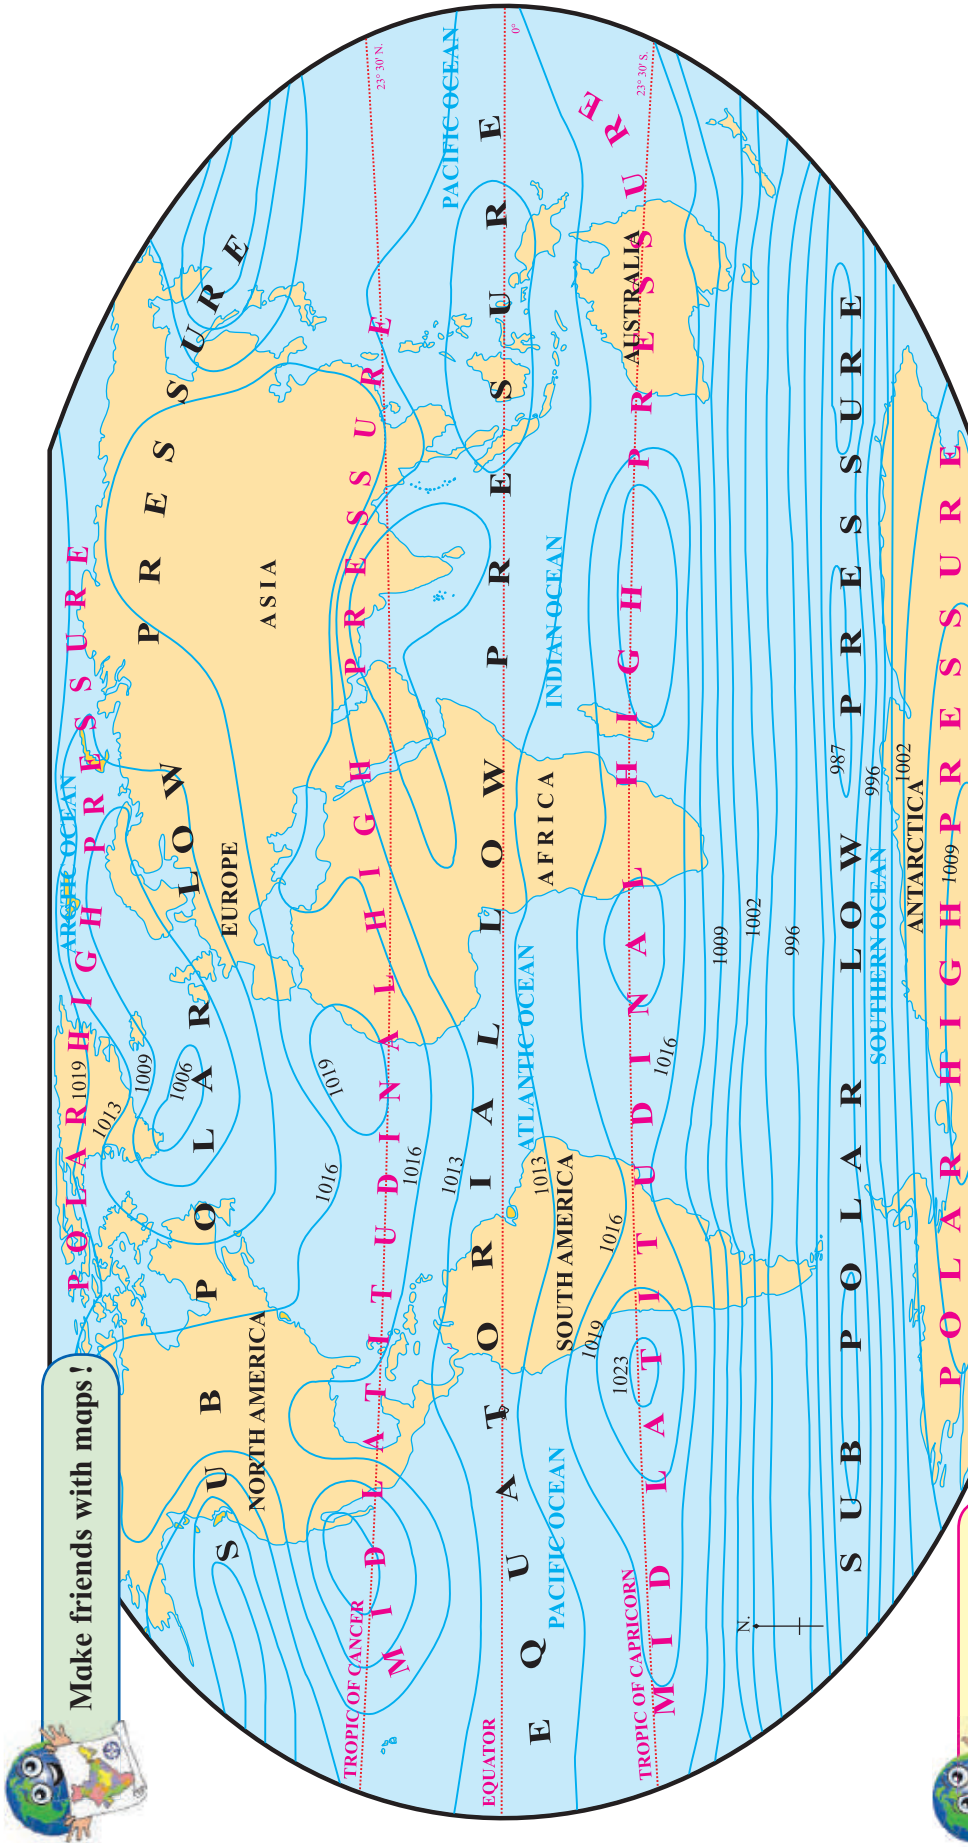 Make friends with maps!
ARCTIC OCEAN
POLAR HIGH PRESSURE
1019
1013
1009
1006
SUB POLAR LOW PRESSURE
NORTH AMERICA
EUROPE
ASIA
1019
1016
TROPIC OF CANCER
23° 30' N.
MID LATITUDINAL HIGH PRESSURE
1016
1013
PACIFIC OCEAN
EQUATOR
0°
EQUATORIAL LOW PRESSURE
PACIFIC OCEAN
ATLANTIC OCEAN
INDIAN OCEAN
AFRICA
SOUTH AMERICA
1013
1016
1019
1023
1016
AUSTRALIA
TROPIC OF CAPRICORN
23° 30' S.
MID LATITUDINAL HIGH PRESSURE
N.
1009
1002
996
987
SUB POLAR LOW PRESSURE
996
SOUTHERN OCEAN
1002
ANTARCTICA
1009
POLAR HIGH PRESSURE